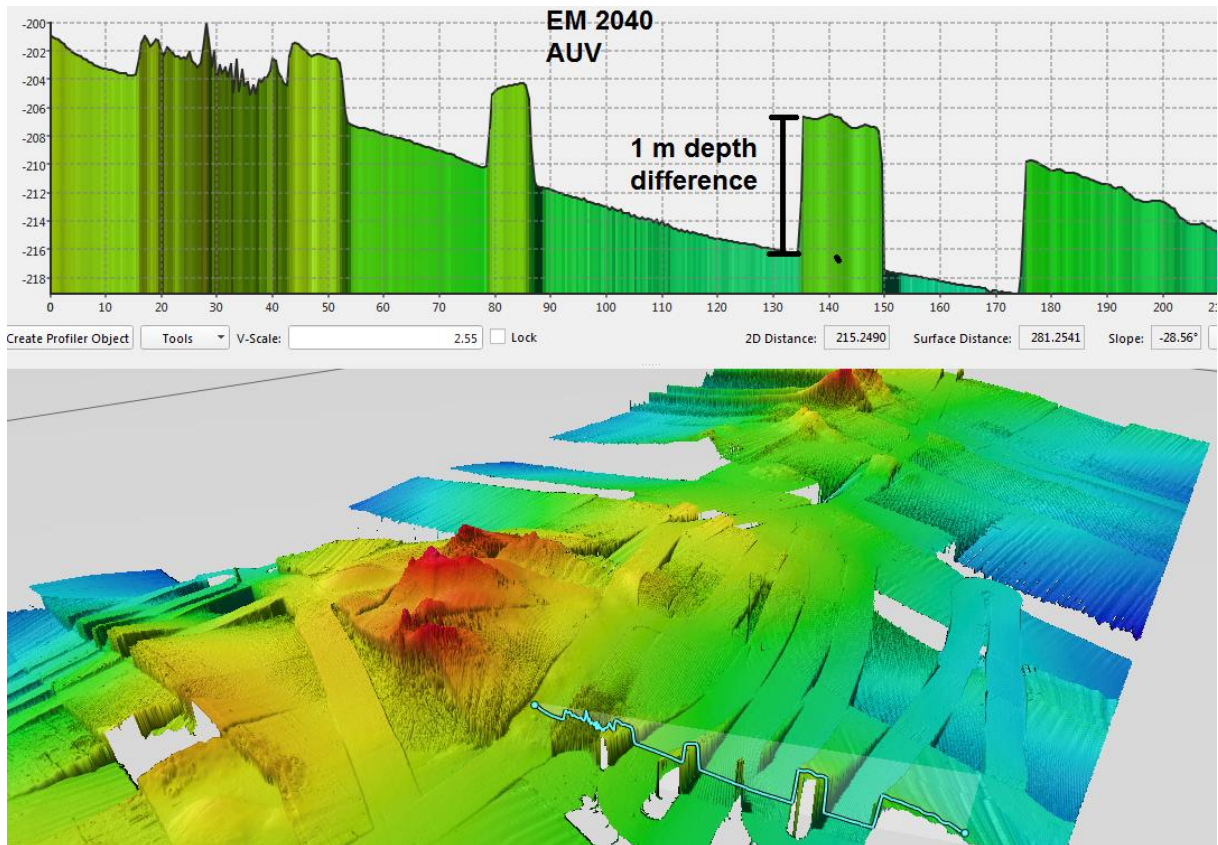 EM 2040
AUV
-200
-202
-204
-206
-208
-210
-212
-214
-216
-218
1 m depth
difference
0 10 20 30 40 50 60 70 80 90 100 110 120 130 140 150 160 170 180 190 200
Create Profiler Object Tools V-Scale: 2.55 Lock 2D Distance: 215.2490 Surface Distance: 281.2541 Slope: -28.56°